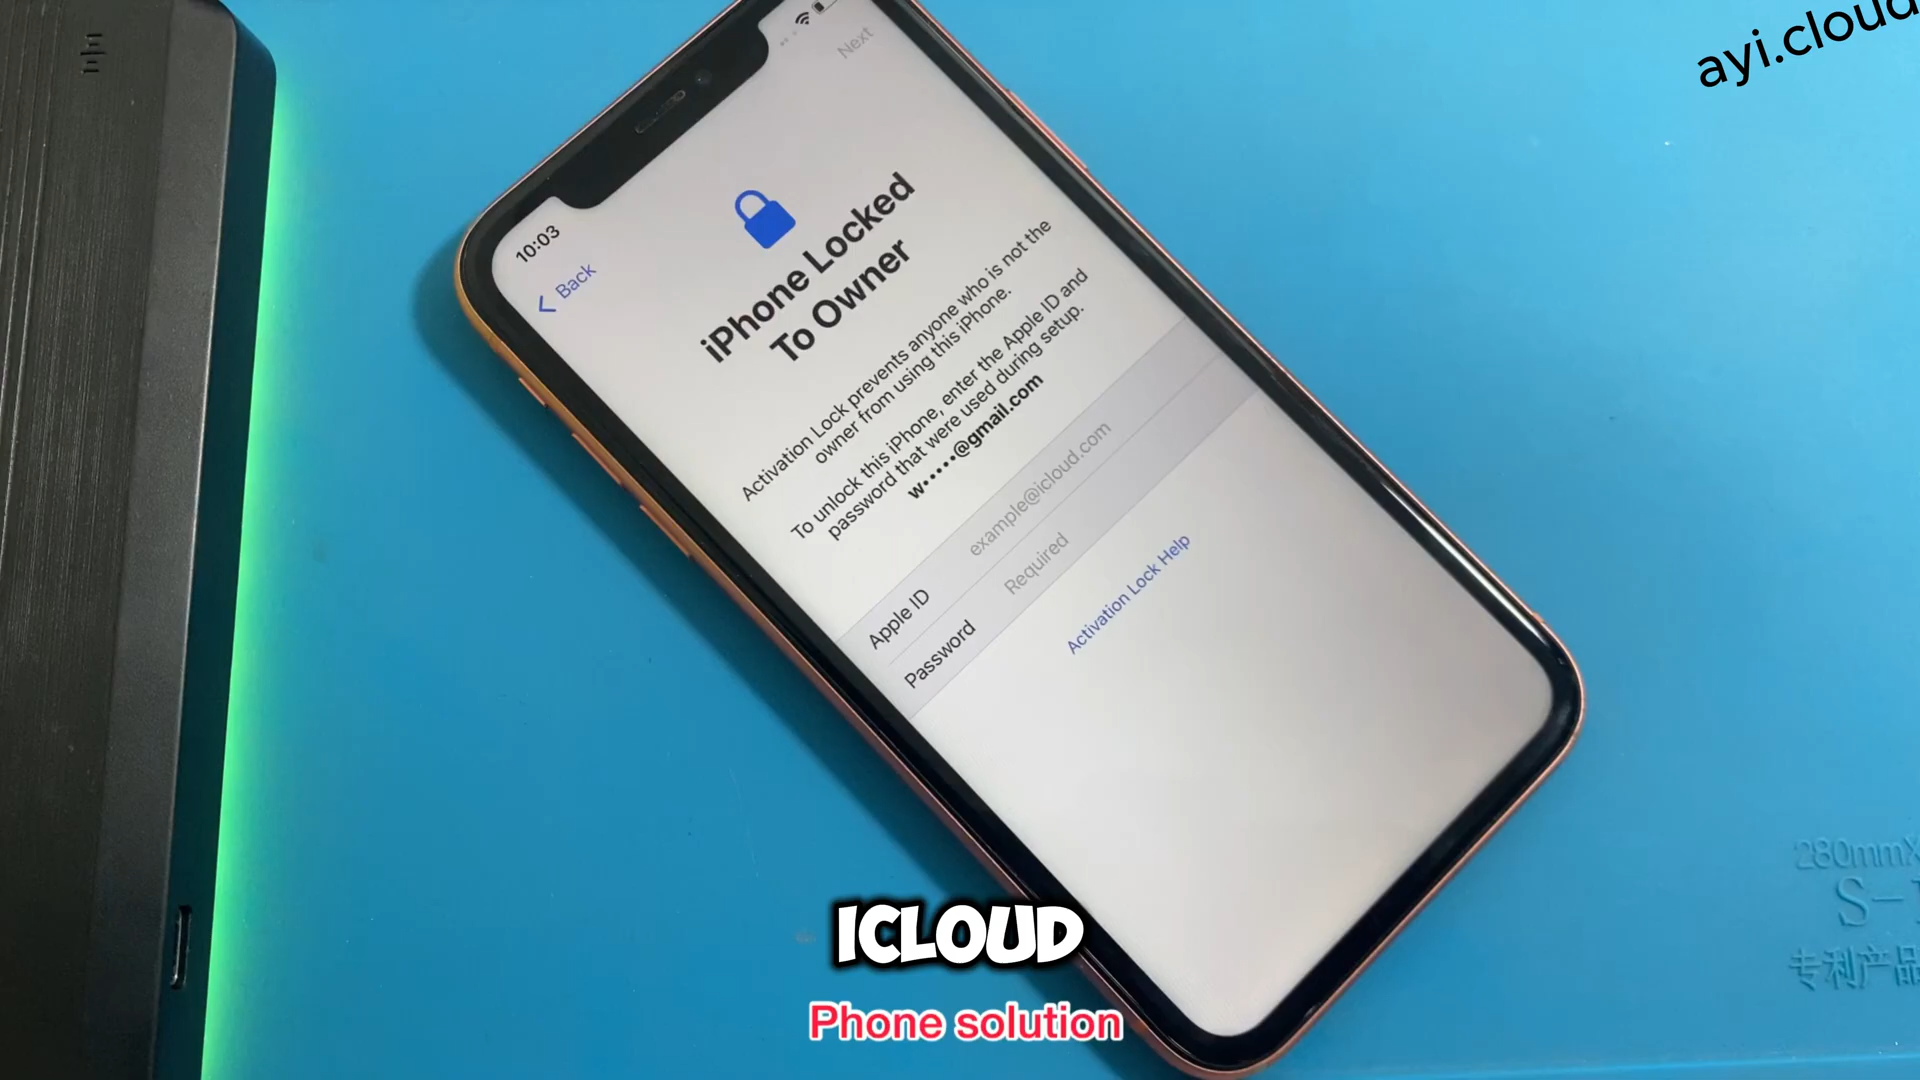 ayi.cloud
Next
10:03
Back
iPhone Locked
To Owner
Activation Lock prevents anyone who is not the
owner from using this iPhone.
To unlock this iPhone, enter the Apple ID and
password that were used during setup.
w•••••@gmail.com
Apple ID example@icloud.com
Password Required
Activation Lock Help
280mmX
S-
专利产品
ICLOUD
Phone solution